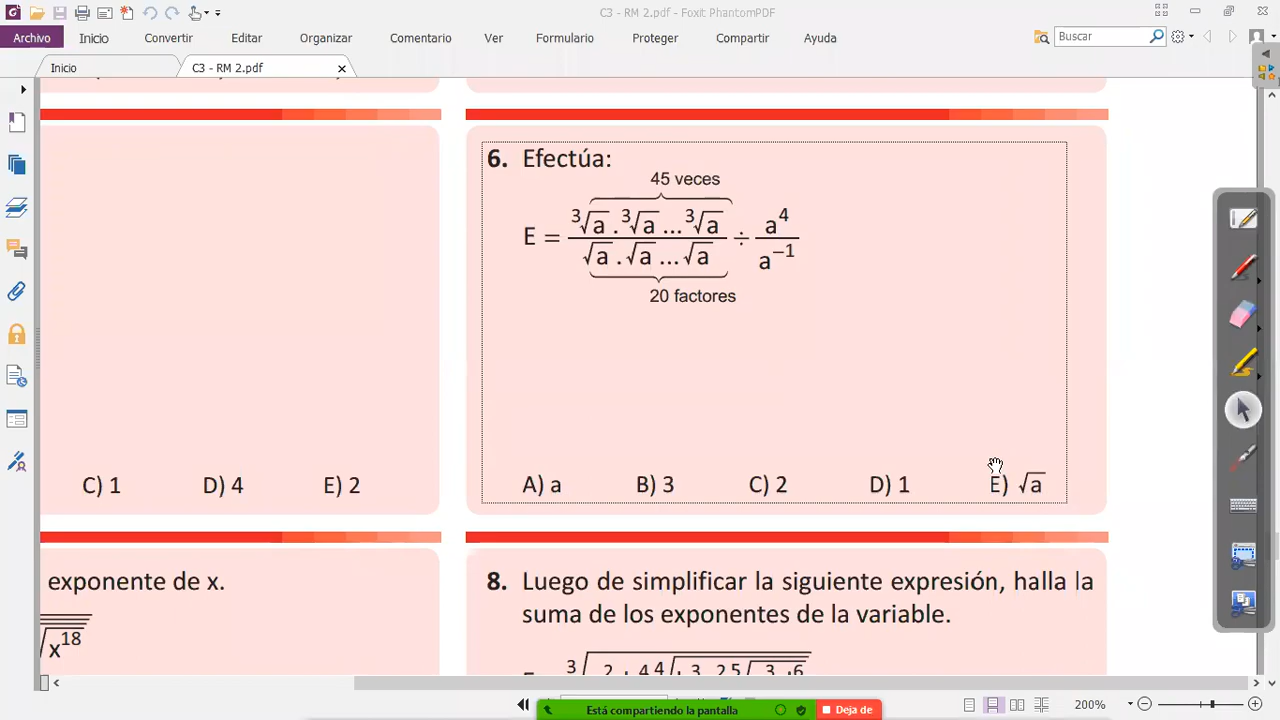 C3 - RM 2.pdf - Foxit PhantomPDF
Archivo Inicio Convertir Editar Organizar Comentario Ver Formulario Proteger Compartir Ayuda Buscar
Inicio C3 - RM 2.pdf
6. Efectúa:
45 veces
E = \frac{∛a . ∛a ... ∛a}{√a . √a ... √a} ÷ \frac{a⁴}{a⁻¹}
20 factores
C) 1 D) 4 E) 2
A) a B) 3 C) 2 D) 1 E) √a
exponente de x.
√x¹⁸
8. Luego de simplificar la siguiente expresión, halla la
suma de los exponentes de la variable.
Está compartiendo la pantalla Deja de
200%